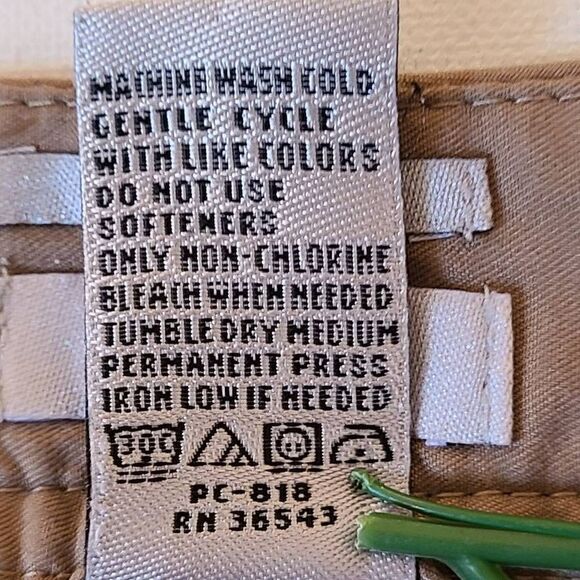 MACHINE WASH COLD
GENTLE CYCLE
WITH LIKE COLORS
DO NOT USE
SOFTENERS
ONLY NON-CHLORINE
BLEACH WHEN NEEDED
TUMBLE DRY MEDIUM
PERMANENT PRESS
IRON LOW IF NEEDED
30C
PC-818
RN 36543